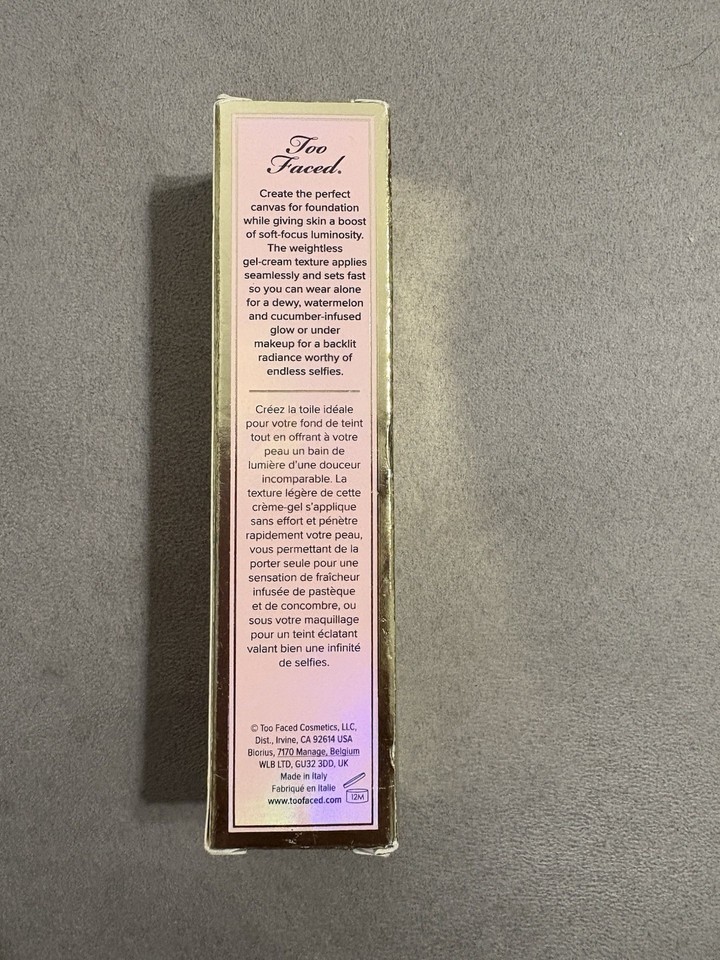 Too
Faced.
Create the perfect
canvas for foundation
while giving skin a boost
of soft-focus luminosity.
The weightless
gel-cream texture applies
seamlessly and sets fast
so you can wear alone
for a dewy, watermelon
and cucumber-infused
glow or under
makeup for a backlit
radiance worthy of
endless selfies.
Créez la toile idéale
pour votre fond de teint
tout en offrant à votre
peau un bain de
lumière d'une douceur
incomparable. La
texture légère de cette
crème-gel s'applique
sans effort et pénètre
rapidement votre peau,
vous permettant de la
porter seule pour une
sensation de fraîcheur
infusée de pastèque
et de concombre, ou
sous votre maquillage
pour un teint éclatant
valant bien une infinité
de selfies.
© Too Faced Cosmetics, LLC,
Dist., Irvine, CA 92614 USA
Blorius, 7170 Manage, Belgium
WLB LTD, GU32 3DD, UK
Made in Italy
Fabriqué en Italie
www.toofaced.com
12M